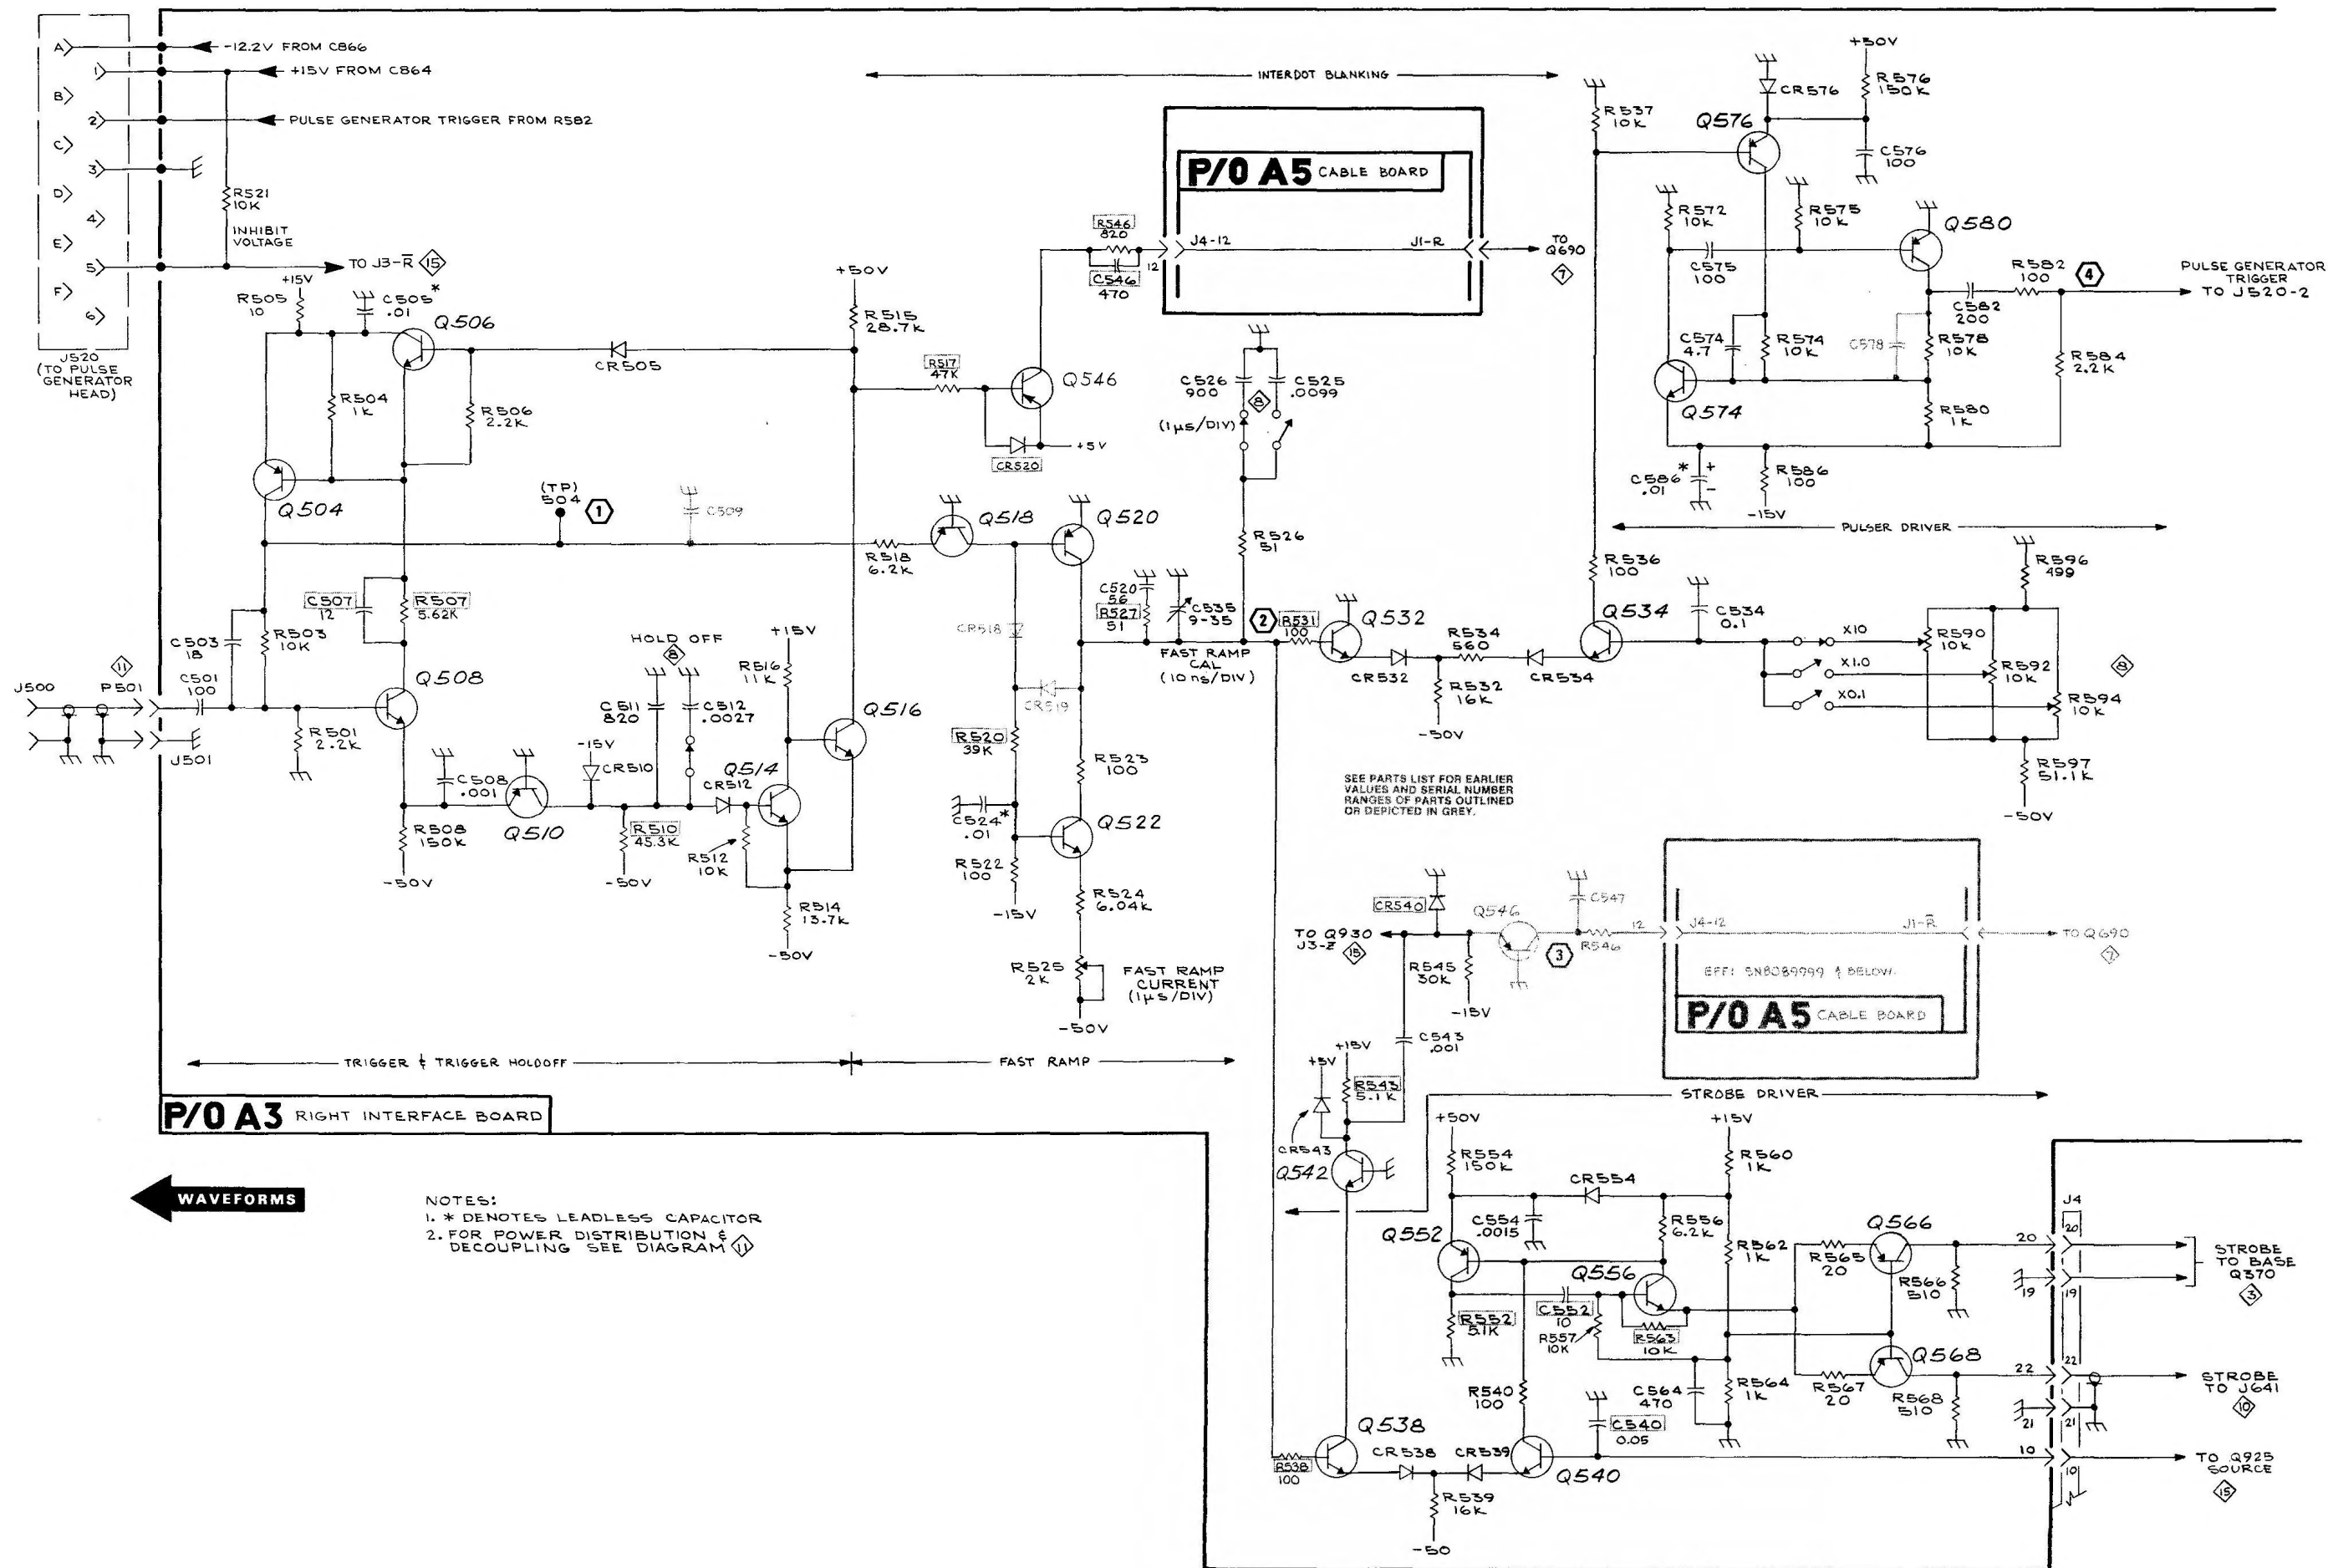 A
-12.2V FROM C866
1
+15V FROM C864
B
2
PULSE GENERATOR TRIGGER FROM R582
C
3
D
R521
10K
4
INHIBIT
VOLTAGE
E
5
TO J3-R̅ 15
F
6
J520
(TO PULSE
GENERATOR
HEAD)
INTERDOT BLANKING
P/O A5 CABLE BOARD
J4-12
J1-R
12
TO
Q690
7
R546
820
C546
470
+50V
R515
28.7K
R517
47K
Q546
+5V
CR520
+15V
R505
10
C505*
.01
Q506
CR505
R504
1K
R506
2.2K
Q504
(TP)
504
1
C509
R518
6.2K
Q518
Q520
C507
12
R507
5.62K
C503
18
R503
10K
11
J500
P501
C501
100
Q508
R501
2.2K
J501
C508
.001
R508
150K
-50V
Q510
HOLD OFF
8
C511
820
C512
.0027
-15V
CR510
R510
45.3K
-50V
CR512
Q514
R512
10K
+15V
R516
11K
Q516
R514
13.7K
-50V
CR518
CR519
R520
39K
C524*
.01
R522
100
-15V
R523
100
Q522
R524
6.04K
R525
2K
FAST RAMP
CURRENT
(1µS/DIV)
-50V
C526
900
C525
.0099
8
(1µS/DIV)
R526
51
C520
56
R527
51
C535
9-35
FAST RAMP
CAL
(10 ns/DIV)
2
R531
100
Q532
CR532
R534
560
CR534
R532
16K
-50V
Q534
R536
100
R537
10K
+50V
CR576
R576
150K
Q576
C576
100
R572
10K
R575
10K
C575
100
Q580
C574
4.7
R574
10K
C578
R578
10K
C582
200
R582
100
4
PULSE GENERATOR
TRIGGER
TO J520-2
R584
2.2K
Q574
R580
1K
C586*
.01
+
-
R586
100
-15V
PULSER DRIVER
R596
499
C534
0.1
X10
X1.0
X0.1
R590
10K
R592
10K
R594
10K
8
R597
51.1K
-50V
SEE PARTS LIST FOR EARLIER
VALUES AND SERIAL NUMBER
RANGES OF PARTS OUTLINED
OR DEPICTED IN GREY.
CR540
TO Q930
J3-Z̅
15
R545
30K
-15V
Q546
3
C547
R546
12
J4-12
J1-R̅
TO Q690
7
EFF: SN B089999 & BELOW
P/O A5 CABLE BOARD
C543
.001
+5V
+15V
R543
5.1K
CR543
Q542
TRIGGER & TRIGGER HOLDOFF
FAST RAMP
P/O A3 RIGHT INTERFACE BOARD
WAVEFORMS
NOTES:
1. * DENOTES LEADLESS CAPACITOR
2. FOR POWER DISTRIBUTION &
DECOUPLING SEE DIAGRAM 11
STROBE DRIVER
+50V
R554
150K
+15V
R560
1K
CR554
C554
.0015
R556
6.2K
Q552
R562
1K
Q556
C552
10
R552
5.1K
R557
10K
R563
10K
R565
20
Q566
R566
510
Q568
R567
20
R568
510
R540
100
C564
470
R564
1K
C540
0.05
Q538
R538
100
CR538
CR539
Q540
R539
16K
-50
J4
20
20
STROBE
TO BASE
Q370
3
19
19
22
22
STROBE
TO J641
10
21
21
10
10
TO Q925
SOURCE
15